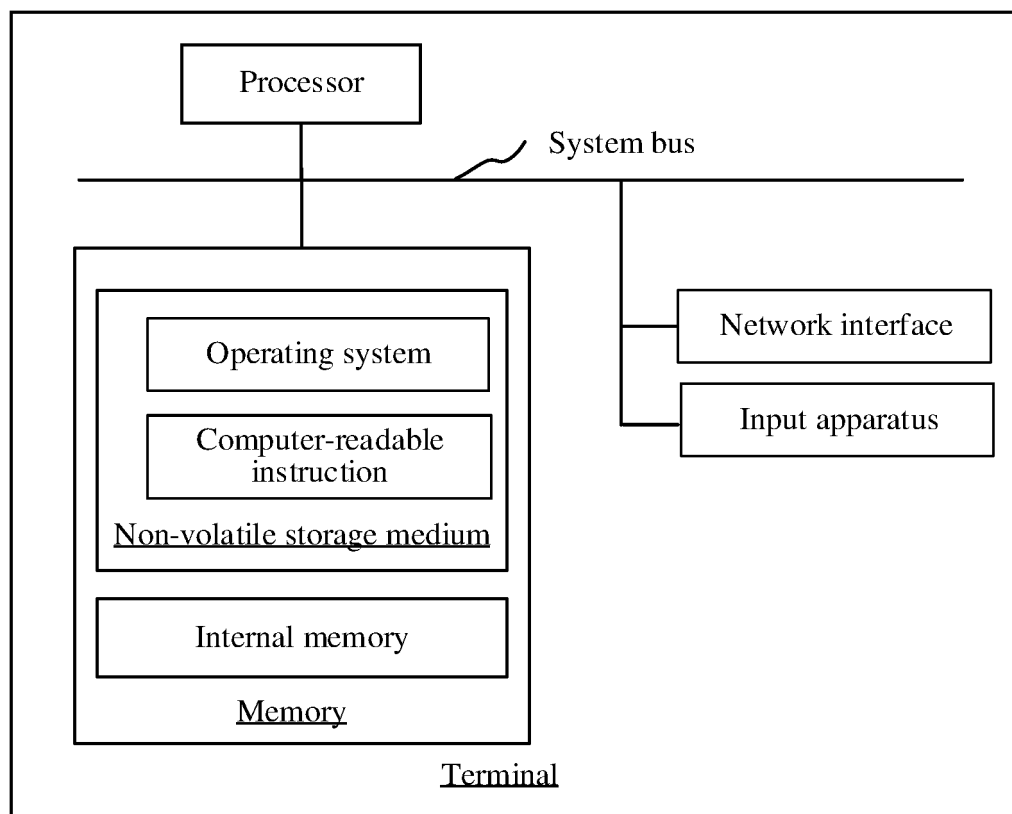 Processor
System bus
Operating system
Computer-readable
instruction
Non-volatile storage medium
Internal memory
Memory
Network interface
Input apparatus
Terminal